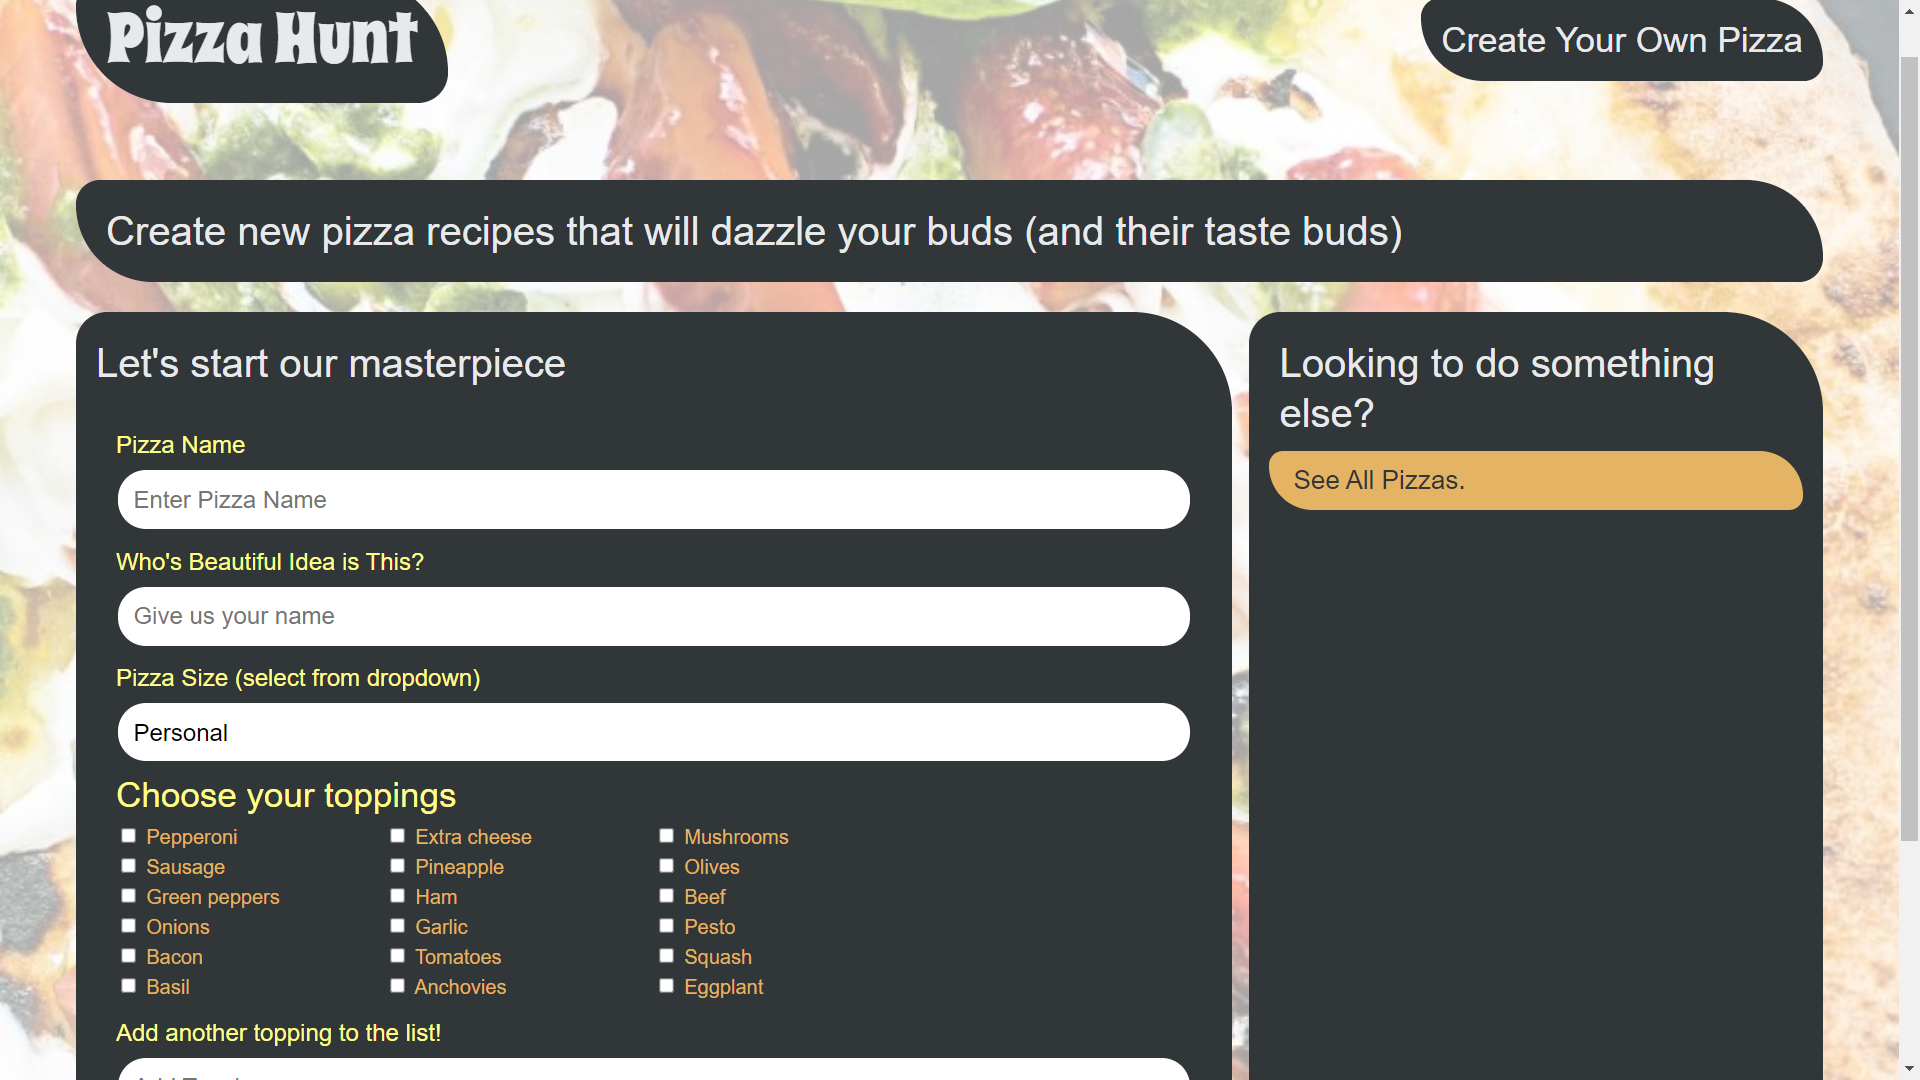 Pizza Hunt
Create Your Own Pizza
Create new pizza recipes that will dazzle your buds (and their taste buds)
Let's start our masterpiece
Pizza Name
Enter Pizza Name
Who's Beautiful Idea is This?
Give us your name
Pizza Size (select from dropdown)
Personal
Choose your toppings
Pepperoni
Extra cheese
Mushrooms
Sausage
Pineapple
Olives
Green peppers
Ham
Beef
Onions
Garlic
Pesto
Bacon
Tomatoes
Squash
Basil
Anchovies
Eggplant
Add another topping to the list!
Looking to do something
else?
See All Pizzas.